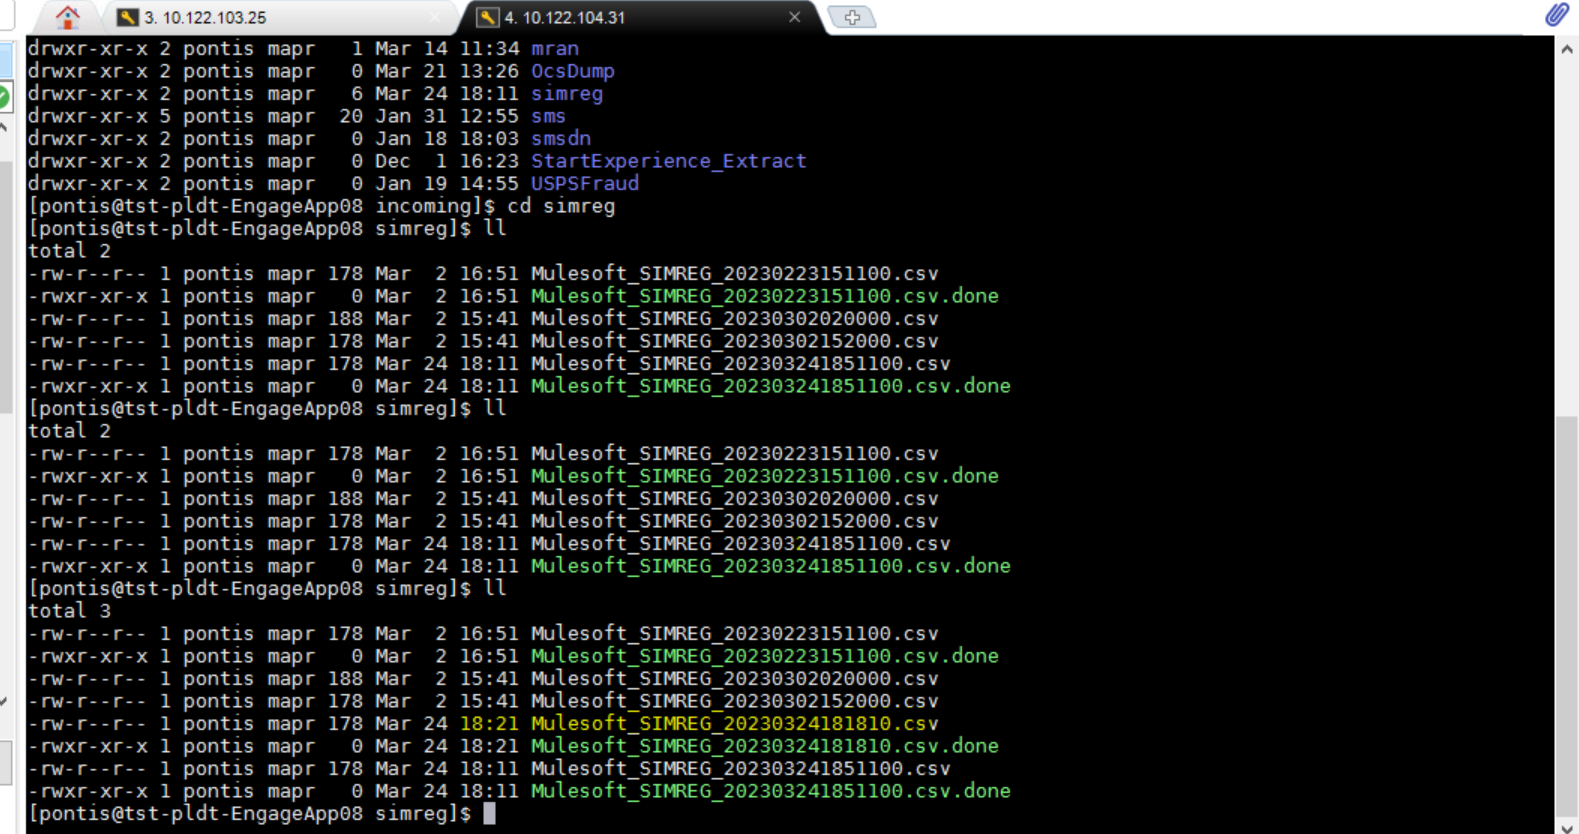 3. 10.122.103.25
4. 10.122.104.31
drwxr-xr-x 2 pontis mapr   1 Mar 14 11:34 mran
drwxr-xr-x 2 pontis mapr   0 Mar 21 13:26 OcsDump
drwxr-xr-x 2 pontis mapr   6 Mar 24 18:11 simreg
drwxr-xr-x 5 pontis mapr  20 Jan 31 12:55 sms
drwxr-xr-x 2 pontis mapr   0 Jan 18 18:03 smsdn
drwxr-xr-x 2 pontis mapr   0 Dec  1 16:23 StartExperience_Extract
drwxr-xr-x 2 pontis mapr   0 Jan 19 14:55 USPSFraud
[pontis@tst-pldt-EngageApp08 incoming]$ cd simreg
[pontis@tst-pldt-EngageApp08 simreg]$ ll
total 2
-rw-r--r-- 1 pontis mapr 178 Mar  2 16:51 Mulesoft_SIMREG_20230223151100.csv
-rwxr-xr-x 1 pontis mapr   0 Mar  2 16:51 Mulesoft_SIMREG_20230223151100.csv.done
-rw-r--r-- 1 pontis mapr 188 Mar  2 15:41 Mulesoft_SIMREG_20230302020000.csv
-rw-r--r-- 1 pontis mapr 178 Mar  2 15:41 Mulesoft_SIMREG_20230302152000.csv
-rw-r--r-- 1 pontis mapr 178 Mar 24 18:11 Mulesoft_SIMREG_202303241851100.csv
-rwxr-xr-x 1 pontis mapr   0 Mar 24 18:11 Mulesoft_SIMREG_202303241851100.csv.done
[pontis@tst-pldt-EngageApp08 simreg]$ ll
total 2
-rw-r--r-- 1 pontis mapr 178 Mar  2 16:51 Mulesoft_SIMREG_20230223151100.csv
-rwxr-xr-x 1 pontis mapr   0 Mar  2 16:51 Mulesoft_SIMREG_20230223151100.csv.done
-rw-r--r-- 1 pontis mapr 188 Mar  2 15:41 Mulesoft_SIMREG_20230302020000.csv
-rw-r--r-- 1 pontis mapr 178 Mar  2 15:41 Mulesoft_SIMREG_20230302152000.csv
-rw-r--r-- 1 pontis mapr 178 Mar 24 18:11 Mulesoft_SIMREG_202303241851100.csv
-rwxr-xr-x 1 pontis mapr   0 Mar 24 18:11 Mulesoft_SIMREG_202303241851100.csv.done
[pontis@tst-pldt-EngageApp08 simreg]$ ll
total 3
-rw-r--r-- 1 pontis mapr 178 Mar  2 16:51 Mulesoft_SIMREG_20230223151100.csv
-rwxr-xr-x 1 pontis mapr   0 Mar  2 16:51 Mulesoft_SIMREG_20230223151100.csv.done
-rw-r--r-- 1 pontis mapr 188 Mar  2 15:41 Mulesoft_SIMREG_20230302020000.csv
-rw-r--r-- 1 pontis mapr 178 Mar  2 15:41 Mulesoft_SIMREG_20230302152000.csv
-rw-r--r-- 1 pontis mapr 178 Mar 24 18:21 Mulesoft_SIMREG_20230324181810.csv
-rwxr-xr-x 1 pontis mapr   0 Mar 24 18:21 Mulesoft_SIMREG_20230324181810.csv.done
-rw-r--r-- 1 pontis mapr 178 Mar 24 18:11 Mulesoft_SIMREG_202303241851100.csv
-rwxr-xr-x 1 pontis mapr   0 Mar 24 18:11 Mulesoft_SIMREG_202303241851100.csv.done
[pontis@tst-pldt-EngageApp08 simreg]$